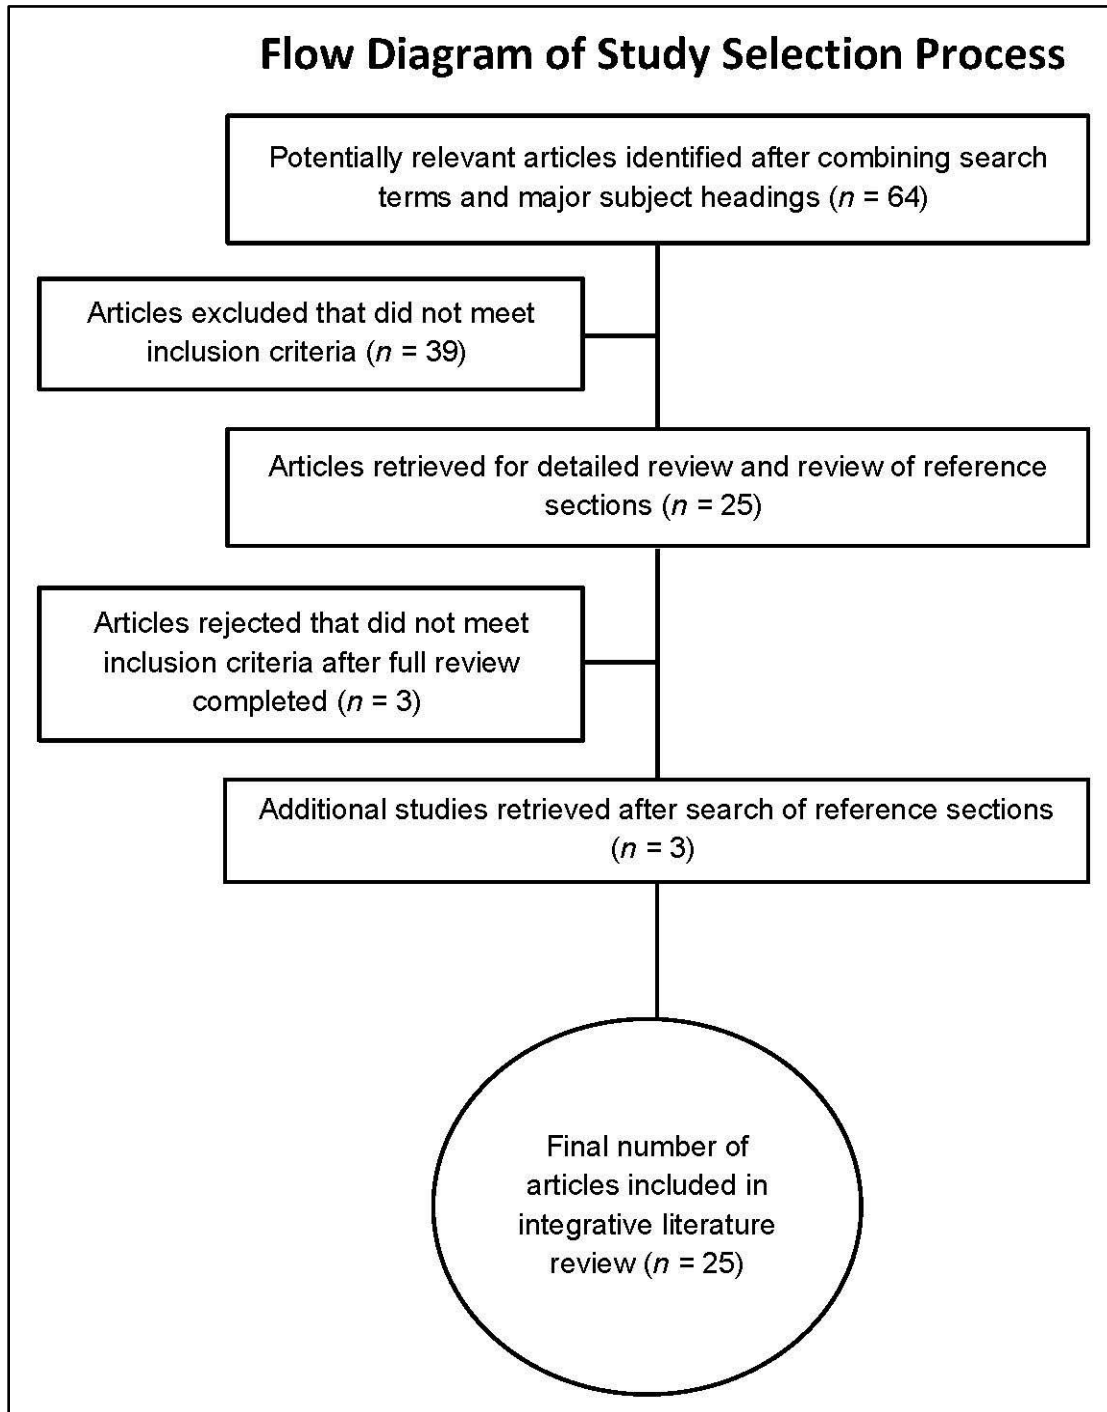 Flow Diagram of Study Selection Process
Potentially relevant articles identified after combining search
terms and major subject headings (n = 64)
Articles excluded that did not meet
inclusion criteria (n = 39)
Articles retrieved for detailed review and review of reference
sections (n = 25)
Articles rejected that did not meet
inclusion criteria after full review
completed (n = 3)
Additional studies retrieved after search of reference sections
(n = 3)
Final number of
articles included in
integrative literature
review (n = 25)